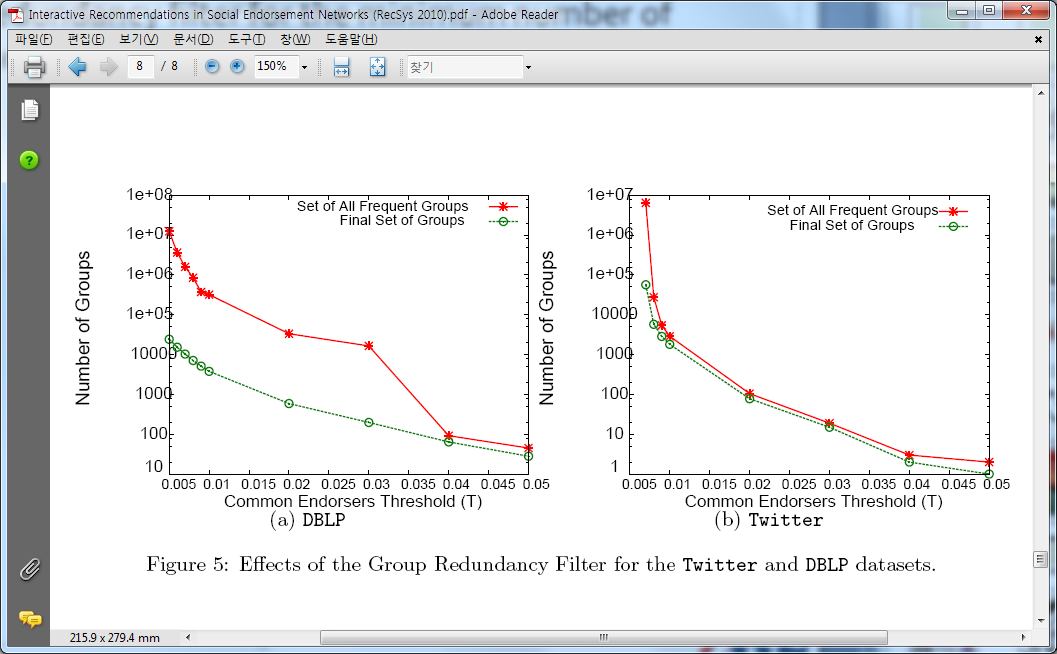 Interactive Recommendations in Social Endorsement Networks (RecSys 2010).pdf - Adobe Reader
파일(F) 편집(E) 보기(V) 문서(D) 도구(T) 창(W) 도움말(H)
8 / 8 150% 찾기
Number of Groups
1e+08
1e+07
1e+06
1e+05
10000
1000
100
10
Set of All Frequent Groups
Final Set of Groups
0.005 0.01 0.015 0.02 0.025 0.03 0.035 0.04 0.045 0.05
Common Endorsers Threshold (T)
(a) DBLP
Number of Groups
1e+07
1e+06
1e+05
10000
1000
100
10
1
Set of All Frequent Groups
Final Set of Groups
0.005 0.01 0.015 0.02 0.025 0.03 0.035 0.04 0.045 0.05
Common Endorsers Threshold (T)
(b) Twitter
Figure 5: Effects of the Group Redundancy Filter for the Twitter and DBLP datasets.
215.9 x 279.4 mm